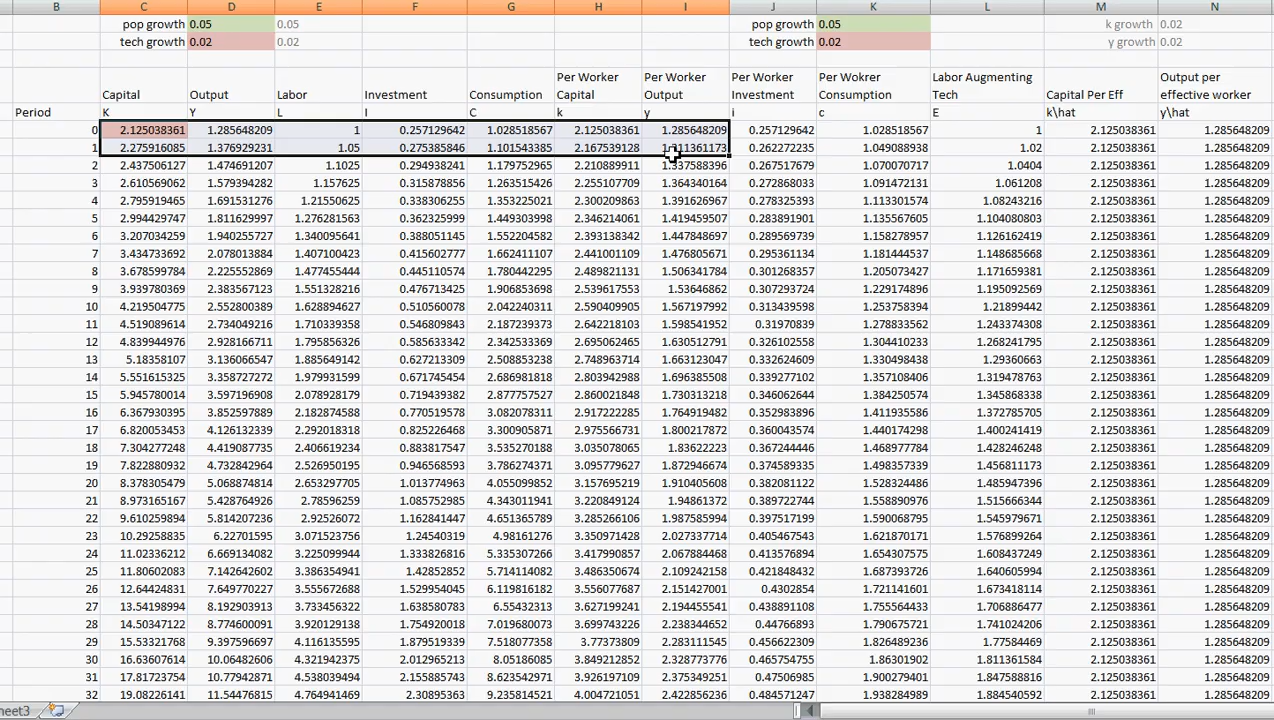 C D E F G H I J K L M N
pop growth 0.05 0.05 pop growth 0.05 k growth 0.02
tech growth 0.02 0.02 tech growth 0.02 y growth 0.02
Per Worker Per Worker Per Worker Per Wokrer Labor Augmenting Output per
Capital Output Labor Investment Consumption Capital Output Investment Consumption Tech Capital Per Eff effective worker
Period K Y L I C k y i c E k\hat y\hat
0 2.125038361 1.285648209 1 0.257129642 1.028518567 2.125038361 1.285648209 0.257129642 1.028518567 1 2.125038361 1.285648209
1 2.275916085 1.376929231 1.05 0.275385846 1.101543385 2.167539128 1.311361173 0.262272235 1.049088938 1.02 2.125038361 1.285648209
2 2.437506127 1.474691207 1.1025 0.294938241 1.179752965 2.210889911 1.337588396 0.267517679 1.070070717 1.0404 2.125038361 1.285648209
3 2.610569062 1.579394282 1.157625 0.315878856 1.263515426 2.255107709 1.364340164 0.272868033 1.091472131 1.061208 2.125038361 1.285648209
4 2.795919465 1.691531276 1.21550625 0.338306255 1.353225021 2.300209863 1.391626967 0.278325393 1.113301574 1.08243216 2.125038361 1.285648209
5 2.994429747 1.811629997 1.276281563 0.362325999 1.449303998 2.346214061 1.419459507 0.283891901 1.135567605 1.104080803 2.125038361 1.285648209
6 3.207034259 1.940255727 1.340095641 0.388051145 1.552204582 2.393138342 1.447848697 0.289569739 1.158278957 1.126162419 2.125038361 1.285648209
7 3.434733692 2.078013884 1.407100423 0.415602777 1.662411107 2.441001109 1.476805671 0.295361134 1.181444537 1.148685668 2.125038361 1.285648209
8 3.678599784 2.225552869 1.477455444 0.445110574 1.780442295 2.489821131 1.506341784 0.301268357 1.205073427 1.171659381 2.125038361 1.285648209
9 3.939780369 2.383567123 1.551328216 0.476713425 1.906853698 2.539617553 1.53646862 0.307293724 1.229174896 1.195092569 2.125038361 1.285648209
10 4.219504775 2.552800389 1.628894627 0.510560078 2.042240311 2.590409905 1.567197992 0.313439598 1.253758394 1.21899442 2.125038361 1.285648209
11 4.519089614 2.734049216 1.710339358 0.546809843 2.187239373 2.642218103 1.598541952 0.31970839 1.278833562 1.243374308 2.125038361 1.285648209
12 4.839944976 2.928166711 1.795856326 0.585633342 2.342533369 2.695062465 1.630512791 0.326102558 1.304410233 1.268241795 2.125038361 1.285648209
13 5.18358107 3.136066547 1.885649142 0.627213309 2.508853238 2.748963714 1.663123047 0.332624609 1.330498438 1.29360663 2.125038361 1.285648209
14 5.551615325 3.358727272 1.979931599 0.671745454 2.686981818 2.803942988 1.696385508 0.339277102 1.357108406 1.319478763 2.125038361 1.285648209
15 5.945780014 3.597196908 2.078928179 0.719439382 2.877757527 2.860021848 1.730313218 0.346062644 1.384250574 1.345868338 2.125038361 1.285648209
16 6.367930395 3.852597889 2.182874588 0.770519578 3.082078311 2.917222285 1.764919482 0.352983896 1.411935586 1.372785705 2.125038361 1.285648209
17 6.820053453 4.126132339 2.292018318 0.825226468 3.300905871 2.975566731 1.800217872 0.360043574 1.440174298 1.400241419 2.125038361 1.285648209
18 7.304277248 4.419087735 2.406619234 0.883817547 3.535270188 3.035078065 1.83622223 0.367244446 1.468977784 1.428246248 2.125038361 1.285648209
19 7.822880932 4.732842964 2.526950195 0.946568593 3.786274371 3.095779627 1.872946674 0.374589335 1.498357339 1.456811173 2.125038361 1.285648209
20 8.378305479 5.068874814 2.653297705 1.013774963 4.055099852 3.157695219 1.910405608 0.382081122 1.528324486 1.485947396 2.125038361 1.285648209
21 8.973165167 5.428764926 2.78596259 1.085752985 4.343011941 3.220849124 1.94861372 0.389722744 1.558890976 1.515666344 2.125038361 1.285648209
22 9.610259894 5.814207236 2.92526072 1.162841447 4.651365789 3.285266106 1.987585994 0.397517199 1.590068795 1.545979671 2.125038361 1.285648209
23 10.29258835 6.22701595 3.071523756 1.24540319 4.98161276 3.350971428 2.027337714 0.405467543 1.621870171 1.576899264 2.125038361 1.285648209
24 11.02336212 6.669134082 3.225099944 1.333826816 5.335307266 3.417990857 2.067884468 0.413576894 1.654307575 1.608437249 2.125038361 1.285648209
25 11.80602083 7.142642602 3.386354941 1.42852852 5.714114082 3.486350674 2.109242158 0.421848432 1.687393726 1.640605994 2.125038361 1.285648209
26 12.64424831 7.649770227 3.555672688 1.529954045 6.119816182 3.556077687 2.151427001 0.4302854 1.721141601 1.673418114 2.125038361 1.285648209
27 13.54198994 8.192903913 3.733456322 1.638580783 6.55432313 3.627199241 2.194455541 0.438891108 1.755564433 1.706886477 2.125038361 1.285648209
28 14.50347122 8.774600091 3.920129138 1.754920018 7.019680073 3.699743226 2.238344652 0.44766893 1.790675721 1.741024206 2.125038361 1.285648209
29 15.53321768 9.397596697 4.116135595 1.879519339 7.518077358 3.77373809 2.283111545 0.456622309 1.826489236 1.77584469 2.125038361 1.285648209
30 16.63607614 10.06482606 4.321942375 2.012965213 8.05186085 3.849212852 2.328773776 0.465754755 1.86301902 1.811361584 2.125038361 1.285648209
31 17.81723754 10.77942871 4.538039494 2.155885743 8.623542971 3.926197109 2.375349251 0.47506985 1.90027940 1.847588816 2.125038361 1.285648209
32 19.08226141 11.54476815 4.764941469 2.30895363 9.235814521 4.004721051 2.422856236 0.484571247 1.938284989 1.884540592 2.125038361 1.285648209
heet3